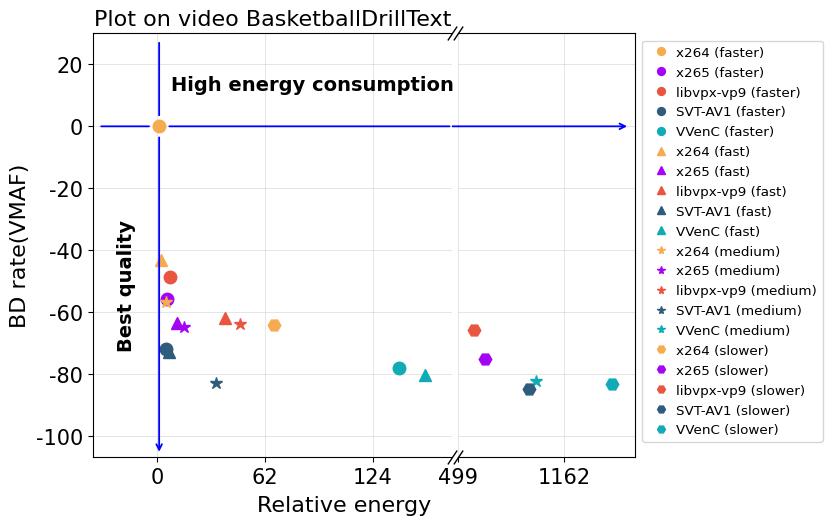 Plot on video BasketballDrillText
20
0
-20
-40
-60
-80
-100
BD rate(VMAF)
High energy consumption
Best quality
0 62 124 499 1162
Relative energy
x264 (faster)
x265 (faster)
libvpx-vp9 (faster)
SVT-AV1 (faster)
VVenC (faster)
x264 (fast)
x265 (fast)
libvpx-vp9 (fast)
SVT-AV1 (fast)
VVenC (fast)
x264 (medium)
x265 (medium)
libvpx-vp9 (medium)
SVT-AV1 (medium)
VVenC (medium)
x264 (slower)
x265 (slower)
libvpx-vp9 (slower)
SVT-AV1 (slower)
VVenC (slower)